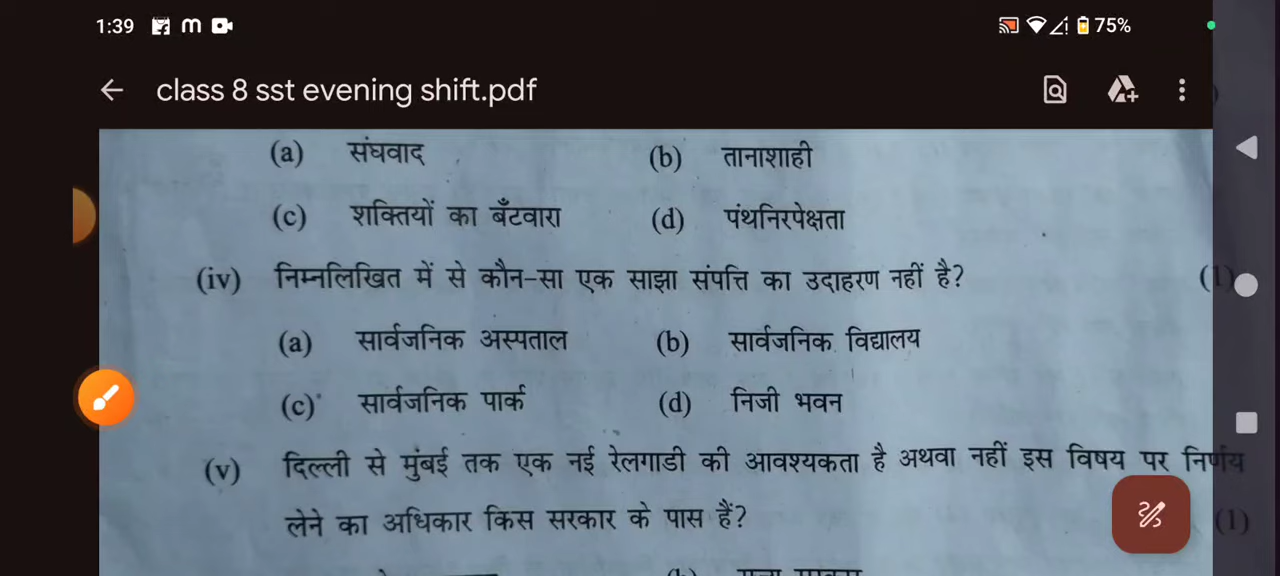 1:39 75%
class 8 sst evening shift.pdf
(a) संघवाद (b) तानाशाही
(c) शक्तियों का बँटवारा (d) पंथनिरपेक्षता
(iv) निम्नलिखित में से कौन-सा एक साझा संपत्ति का उदाहरण नहीं है? (1)
(a) सार्वजनिक अस्पताल (b) सार्वजनिक विद्यालय
(c) सार्वजनिक पार्क (d) निजी भवन
(v) दिल्ली से मुंबई तक एक नई रेलगाडी की आवश्यकता है अथवा नहीं इस विषय पर निर्णय
लेने का अधिकार किस सरकार के पास हैं? (1)
(b)